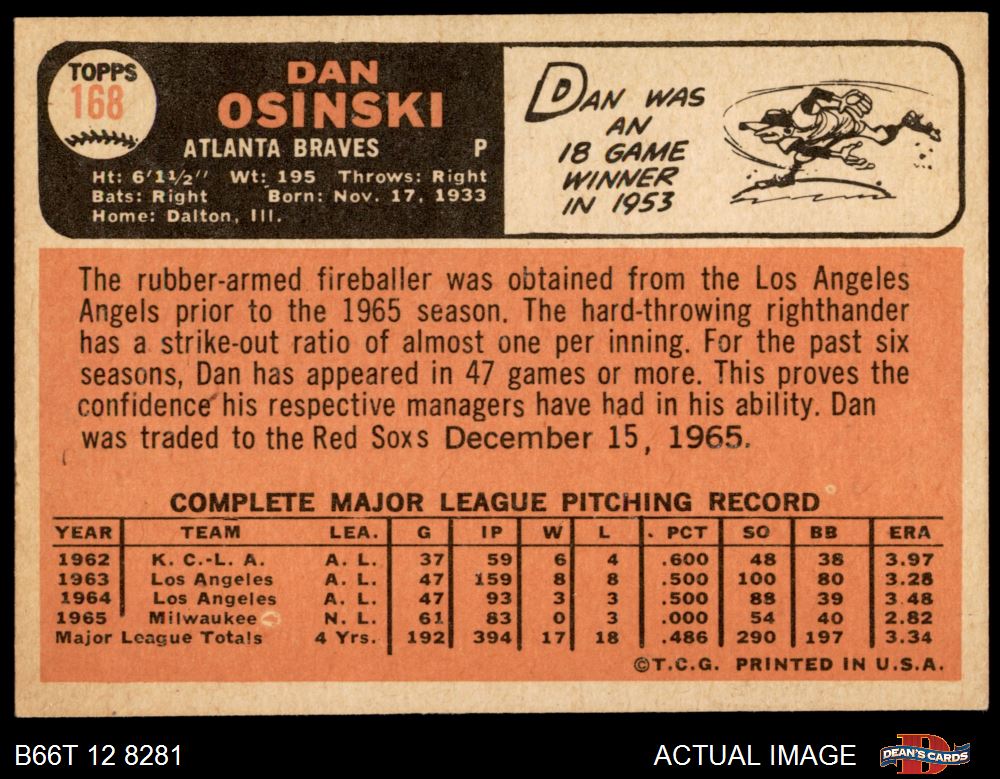 TOPPS
168
DAN
OSINSKI
ATLANTA BRAVES P
Ht: 6'1½" Wt: 195 Throws: Right
Bats: Right Born: Nov. 17, 1933
Home: Dalton, Ill.
DAN WAS
AN
18 GAME
WINNER
IN 1953
The rubber-armed fireballer was obtained from the Los Angeles
Angels prior to the 1965 season. The hard-throwing righthander
has a strike-out ratio of almost one per inning. For the past six
seasons, Dan has appeared in 47 games or more. This proves the
confidence his respective managers have had in his ability. Dan
was traded to the Red Soxs December 15, 1965.
COMPLETE MAJOR LEAGUE PITCHING RECORD
YEAR TEAM LEA. G IP W L PCT SO BB ERA
1962 K. C.-L. A. A. L. 37 59 6 4 .600 48 38 3.97
1963 Los Angeles A. L. 47 159 8 8 .500 100 80 3.28
1964 Los Angeles A. L. 47 93 3 3 .500 88 39 3.48
1965 Milwaukee N. L. 61 83 0 3 .000 54 40 2.82
Major League Totals 4 Yrs. 192 394 17 18 .486 290 197 3.34
©T.C.G. PRINTED IN U.S.A.
B66T 12 8281 ACTUAL IMAGE DEAN'S CARDS